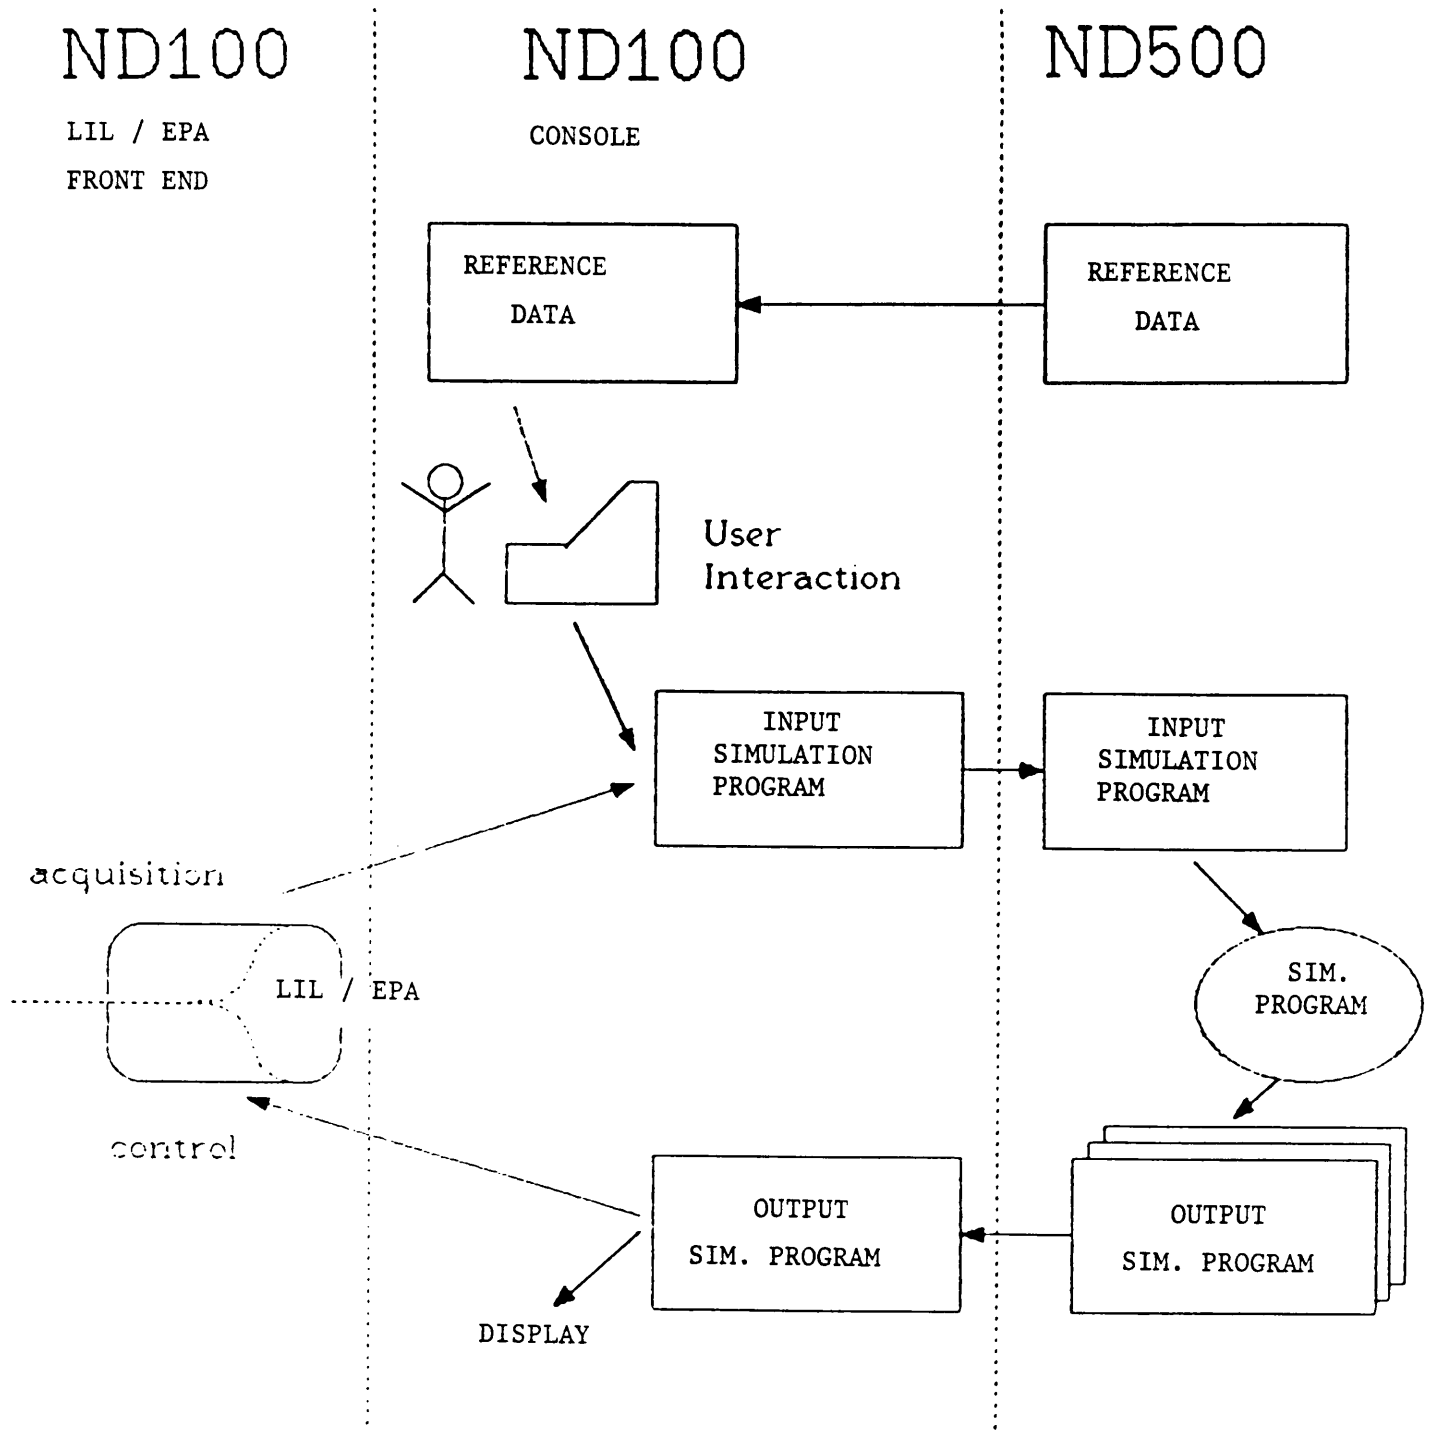 ND100
LIL / EPA
FRONT END
ND100
CONSOLE
ND500
REFERENCE
DATA
REFERENCE
DATA
User
Interaction
INPUT
SIMULATION
PROGRAM
INPUT
SIMULATION
PROGRAM
acquisition
LIL / EPA
control
SIM.
PROGRAM
OUTPUT
SIM. PROGRAM
OUTPUT
SIM. PROGRAM
DISPLAY